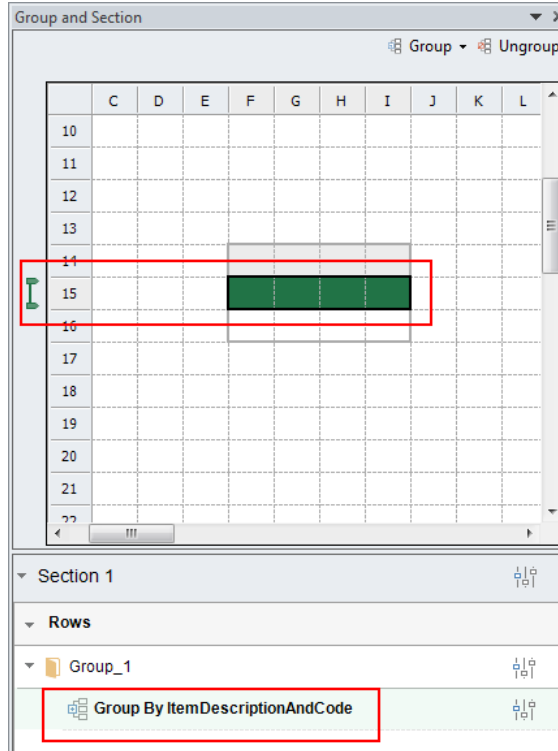 Group and Section
Group Ungroup
C D E F G H I J K L
10
11
12
13
14
15
16
17
18
19
20
21
22
Section 1
Rows
Group_1
Group By ItemDescriptionAndCode